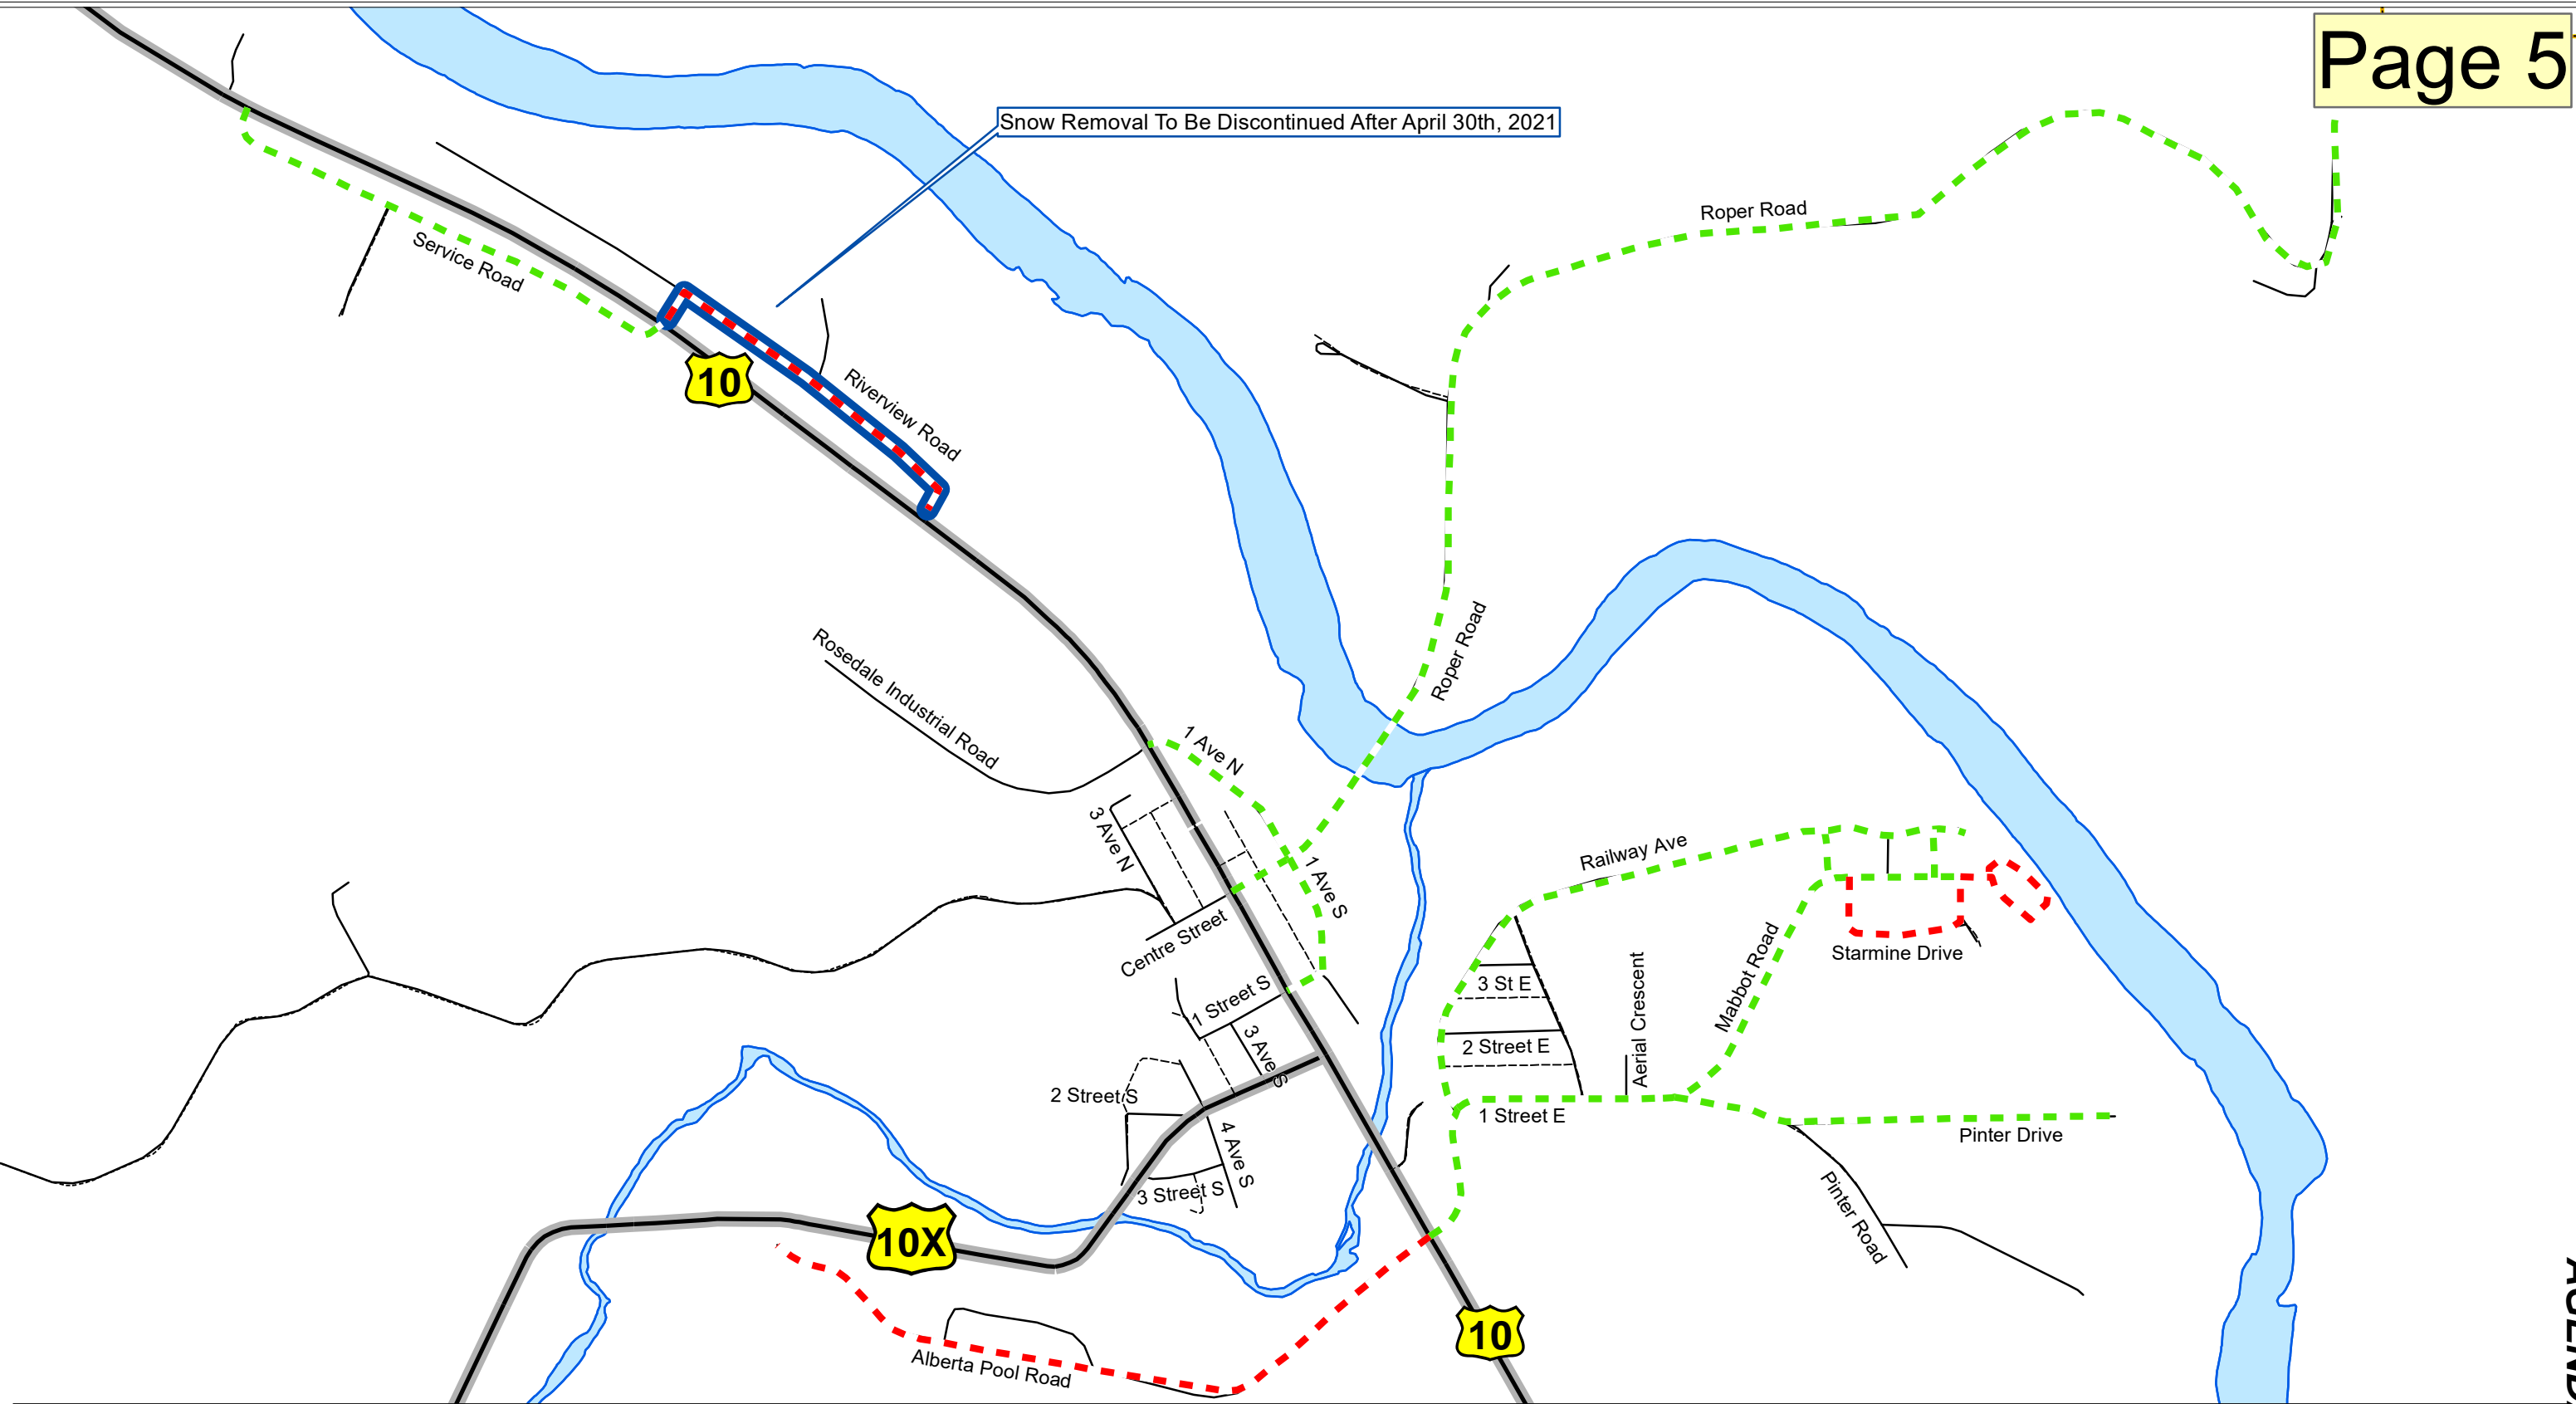 Page 5
Snow Removal To Be Discontinued After April 30th, 2021
Roper Road
Service Road
10
Riverview Road
Roper Road
Rosedale Industrial Road
1 Ave N
3 Ave N
1 Ave S
Railway Ave
Centre Street
Starmine Drive
Mabbot Road
3 St E
1 Street S
Aerial Crescent
3 Ave S
2 Street E
2 Street S
1 Street E
Pinter Drive
4 Ave S
3 Street S
Pinter Road
10X
10
Alberta Pool Road